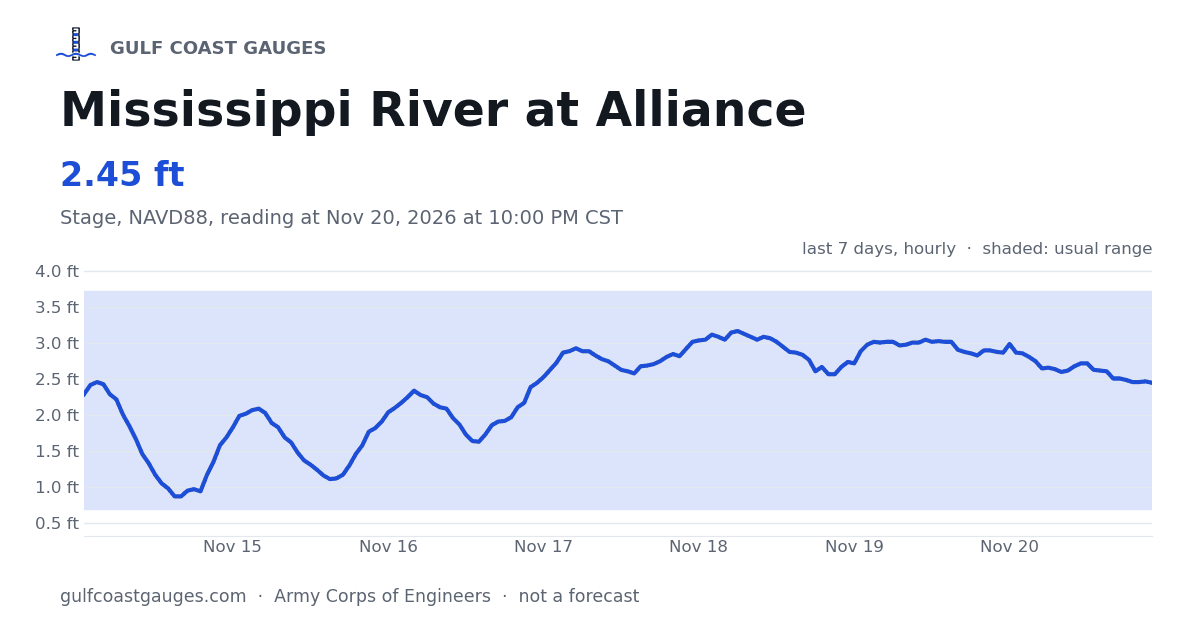 GULF COAST GAUGES
Mississippi River at Alliance
2.45 ft
Stage, NAVD88, reading at Nov 20, 2026 at 10:00 PM CST
last 7 days, hourly · shaded: usual range
4.0 ft
3.5 ft
3.0 ft
2.5 ft
2.0 ft
1.5 ft
1.0 ft
0.5 ft
Nov 15 Nov 16 Nov 17 Nov 18 Nov 19 Nov 20
gulfcoastgauges.com · Army Corps of Engineers · not a forecast